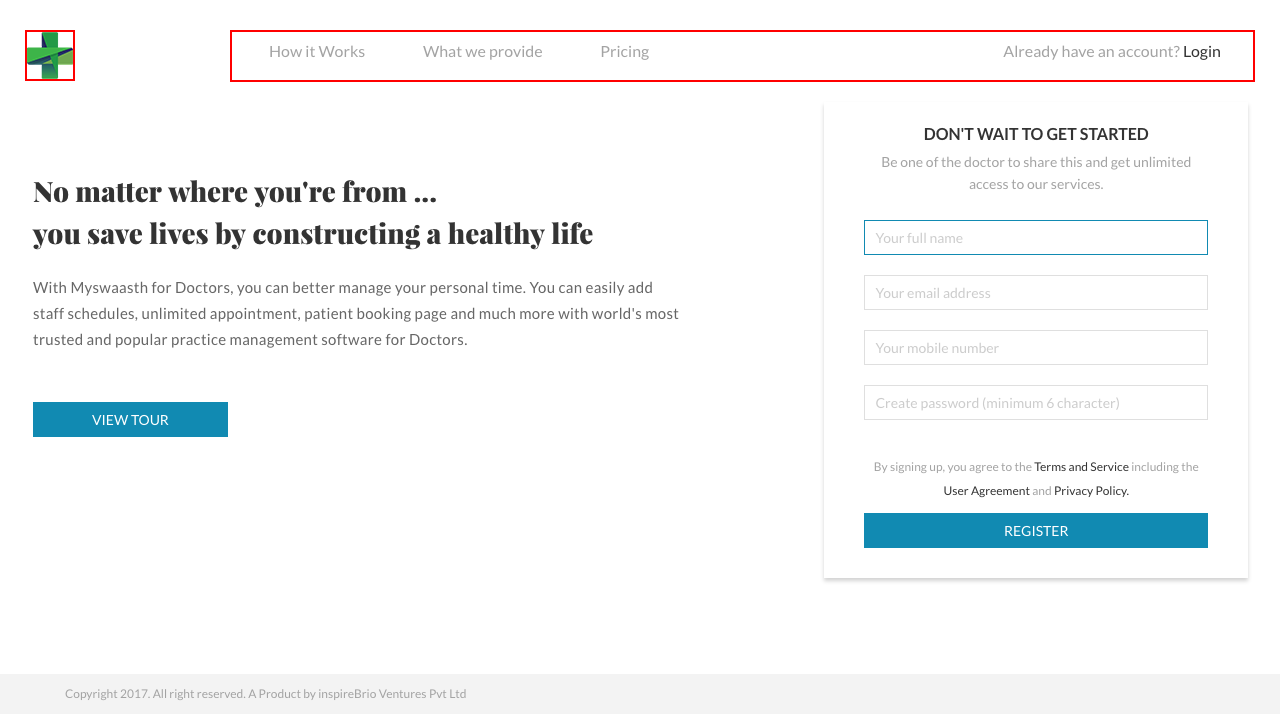 How it Works What we provide Pricing Already have an account? Login
No matter where you're from ...
you save lives by constructing a healthy life
With Myswaasth for Doctors, you can better manage your personal time. You can easily add
staff schedules, unlimited appointment, patient booking page and much more with world's most
trusted and popular practice management software for Doctors.
VIEW TOUR
DON'T WAIT TO GET STARTED
Be one of the doctor to share this and get unlimited
access to our services.
Your full name
Your email address
Your mobile number
Create password (minimum 6 character)
By signing up, you agree to the Terms and Service including the
User Agreement and Privacy Policy.
REGISTER
Copyright 2017. All right reserved. A Product by inspireBrio Ventures Pvt Ltd